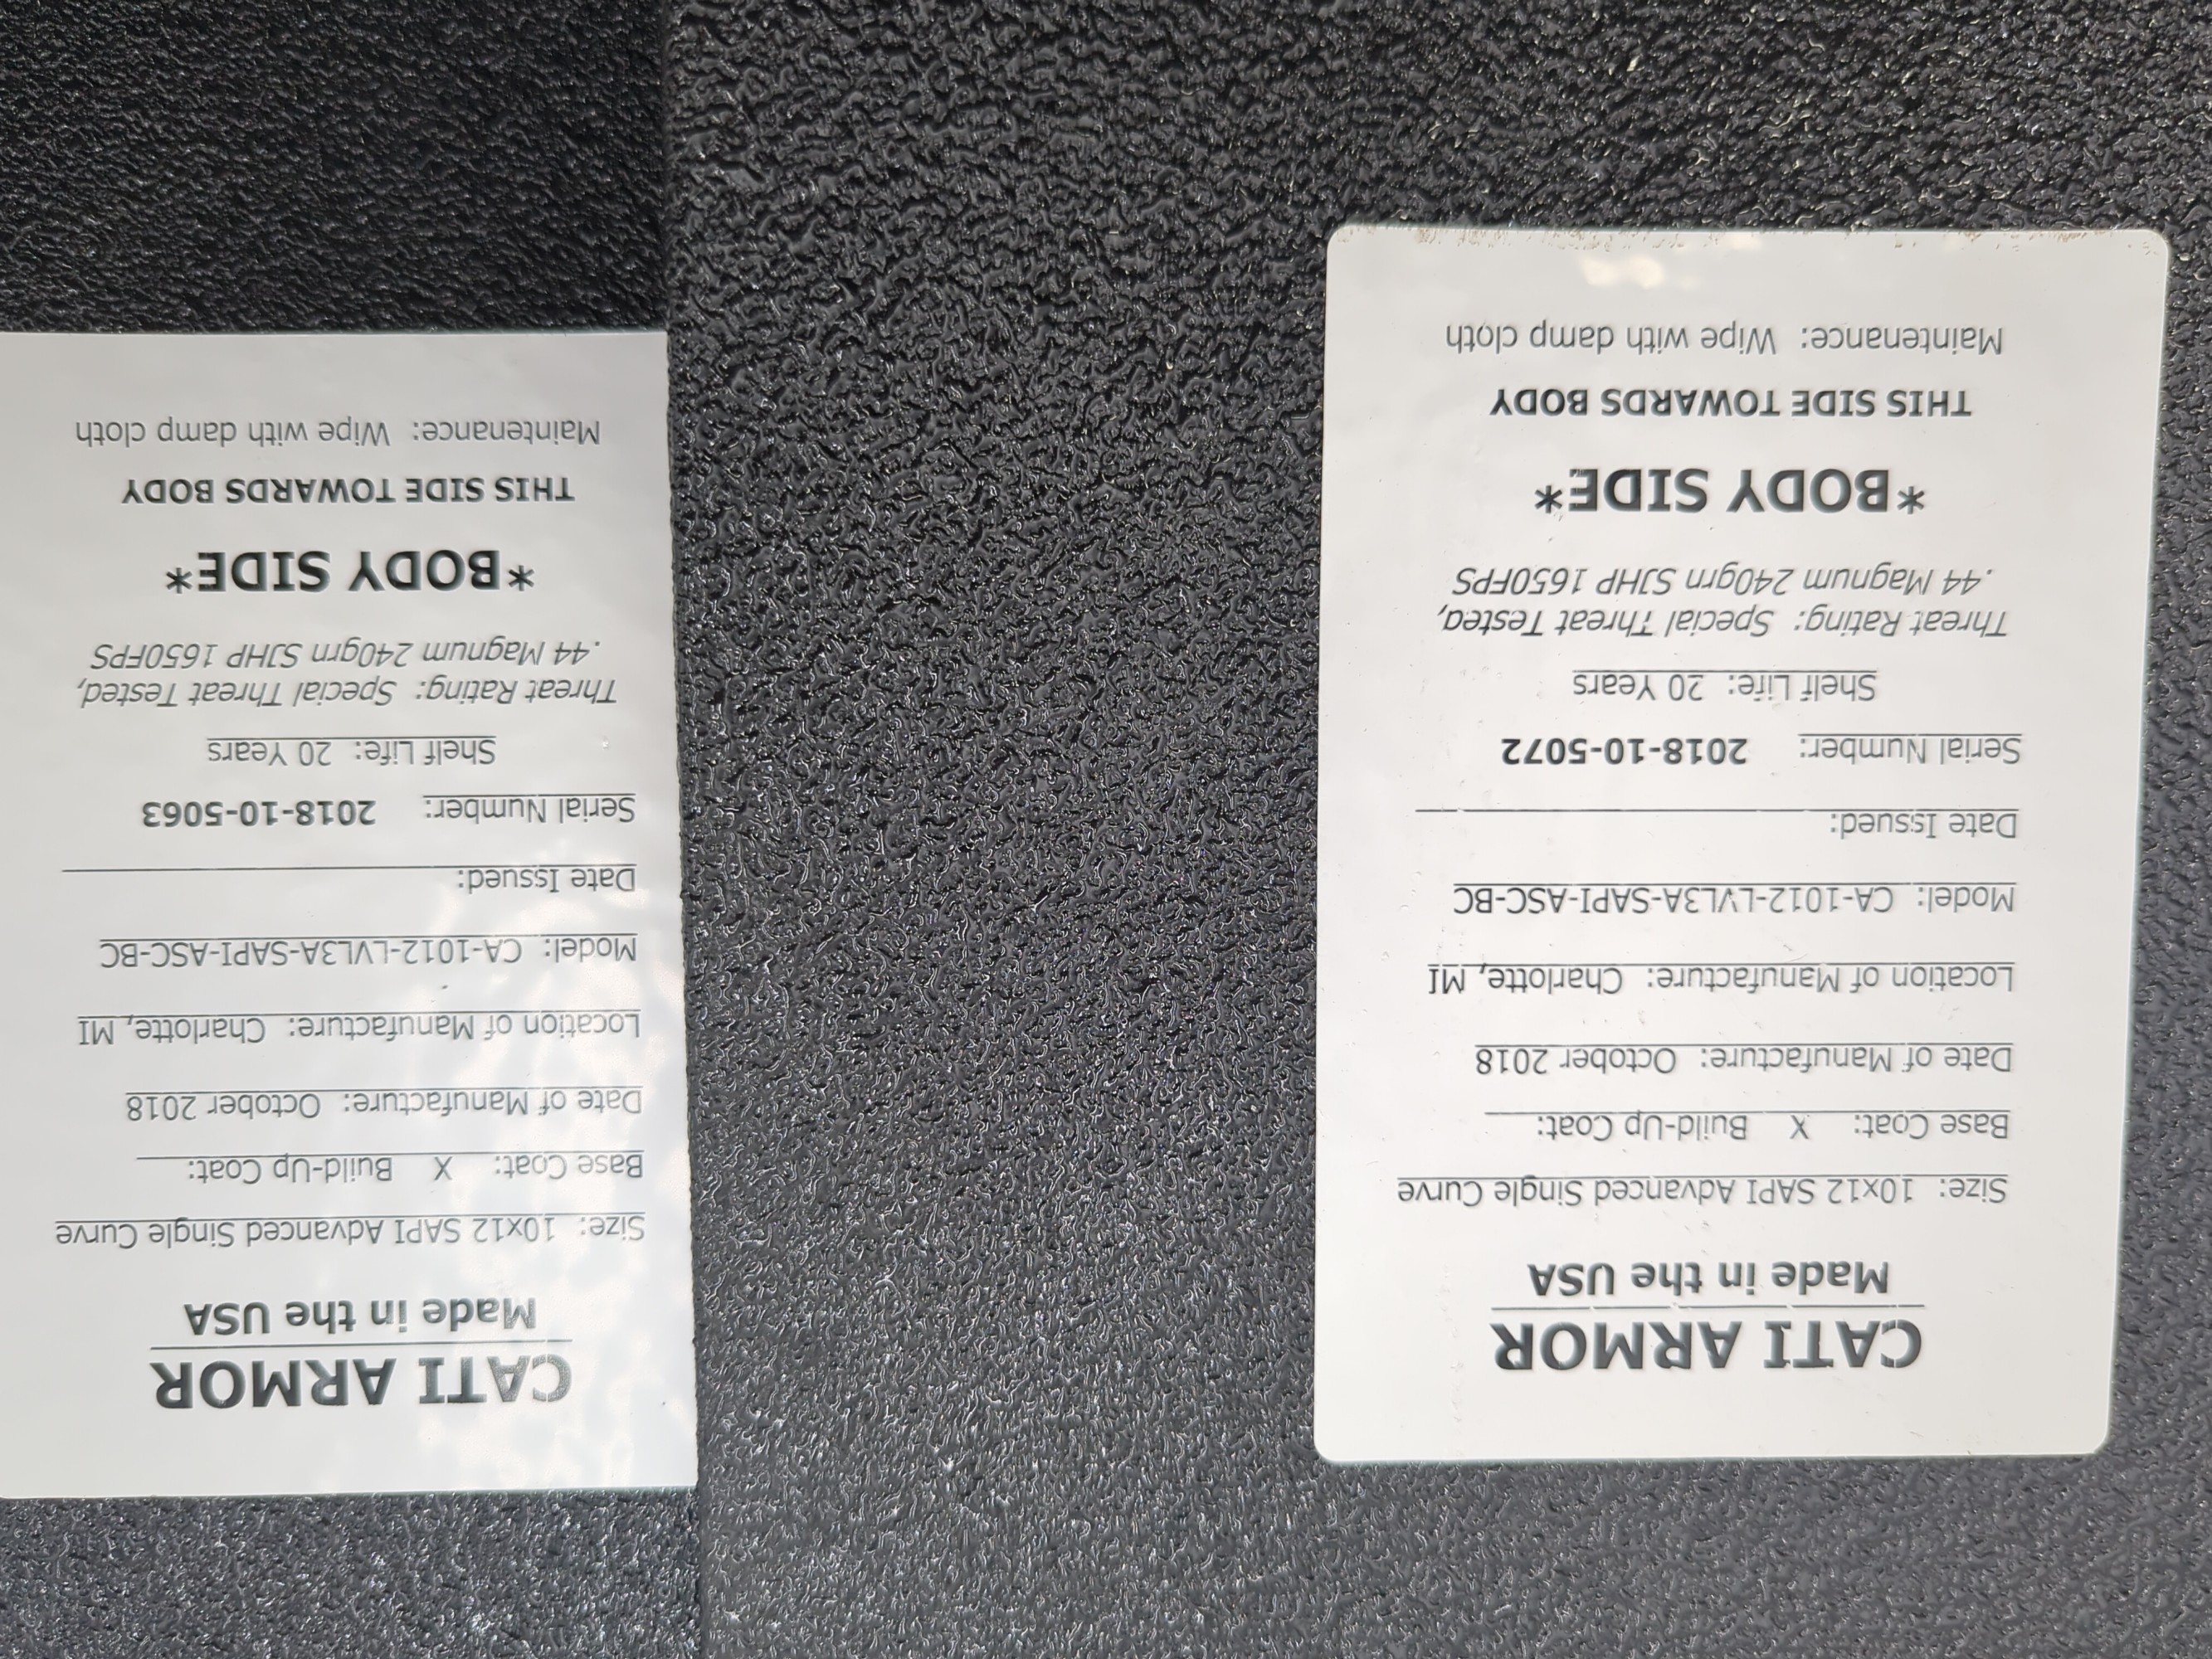 CATI ARMOR
Made in the USA
Size: 10x12 SAPI Advanced Single Curve
Base Coat: X Build-Up Coat:
Date of Manufacture: October 2018
Location of Manufacture: Charlotte, MI
Model: CA-1012-LVL3A-SAPI-ASC-BC
Date Issued:
Serial Number: 2018-10-5072
Shelf Life: 20 Years
Threat Rating: Special Threat Tested,
.44 Magnum 240grn SJHP 1650FPS
*BODY SIDE*
THIS SIDE TOWARDS BODY
Maintenance: Wipe with damp cloth
CATI ARMOR
Made in the USA
Size: 10x12 SAPI Advanced Single Curve
Base Coat: X Build-Up Coat:
Date of Manufacture: October 2018
Location of Manufacture: Charlotte, MI
Model: CA-1012-LVL3A-SAPI-ASC-BC
Date Issued:
Serial Number: 2018-10-5063
Shelf Life: 20 Years
Threat Rating: Special Threat Tested,
.44 Magnum 240grn SJHP 1650FPS
*BODY SIDE*
THIS SIDE TOWARDS BODY
Maintenance: Wipe with damp cloth